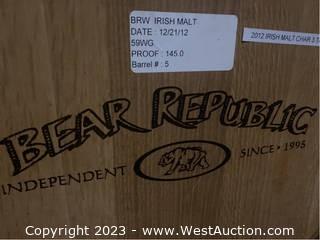 BRW IRISH MALT
DATE : 12/21/12
59WG
PROOF : 145.0
Barrel # : 5
2012 IRISH MALT CHAR 3 T
BEAR REPUBLIC
INDEPENDENT
SINCE • 1995
Copyright 2023 - www.WestAuction.com